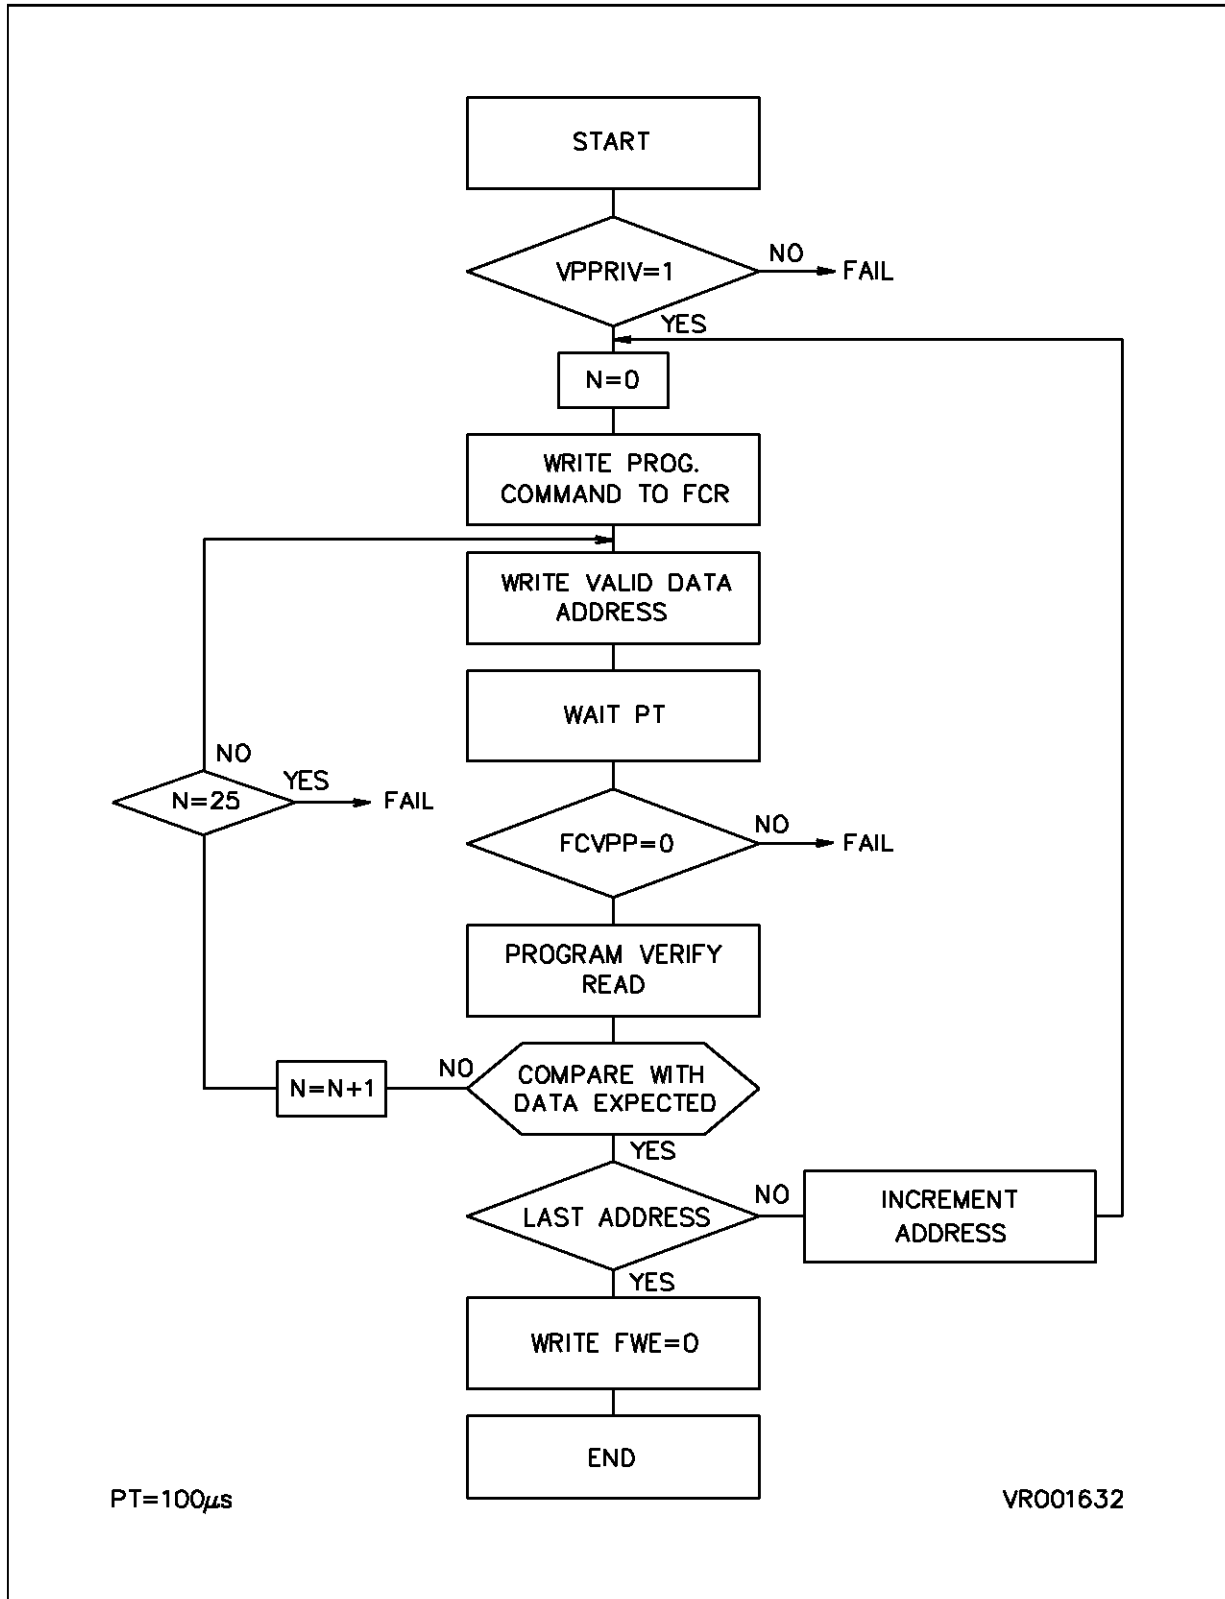 START
VPPRIV=1
NO
FAIL
YES
N=0
WRITE PROG.
COMMAND TO FCR
WRITE VALID DATA
ADDRESS
WAIT PT
NO
N=25
YES
FAIL
FCVPP=0
NO
FAIL
PROGRAM VERIFY
READ
COMPARE WITH
DATA EXPECTED
NO
N=N+1
YES
LAST ADDRESS
NO
INCREMENT
ADDRESS
YES
WRITE FWE=0
END
PT=100μs
VR001632